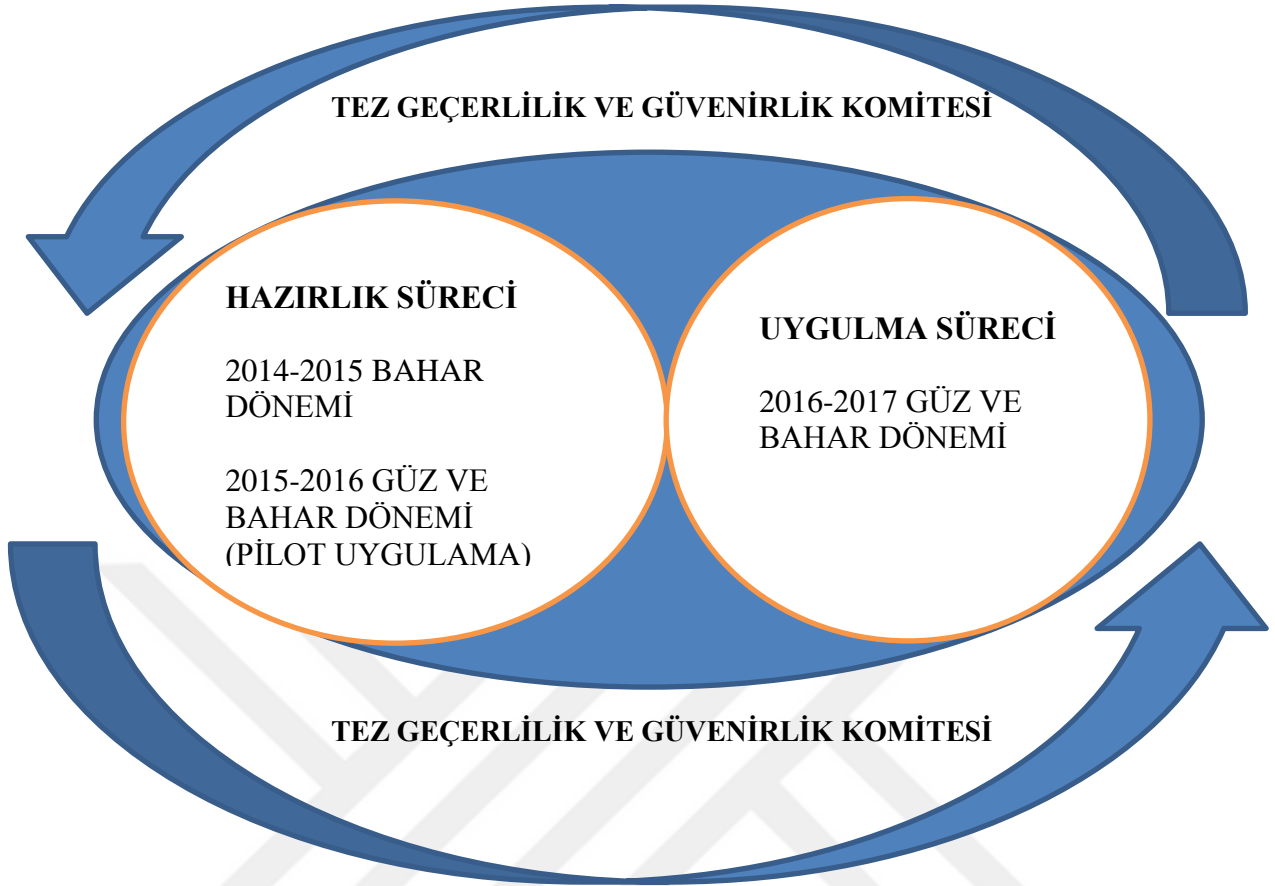 TEZ GEÇERLİLİK VE GÜVENİRLİK KOMİTESİ
HAZIRLIK SÜRECİ
2014-2015 BAHAR
DÖNEMİ
2015-2016 GÜZ VE
BAHAR DÖNEMİ
(PİLOT UYGULAMA)
UYGULMA SÜRECİ
2016-2017 GÜZ VE
BAHAR DÖNEMİ
TEZ GEÇERLİLİK VE GÜVENİRLİK KOMİTESİ